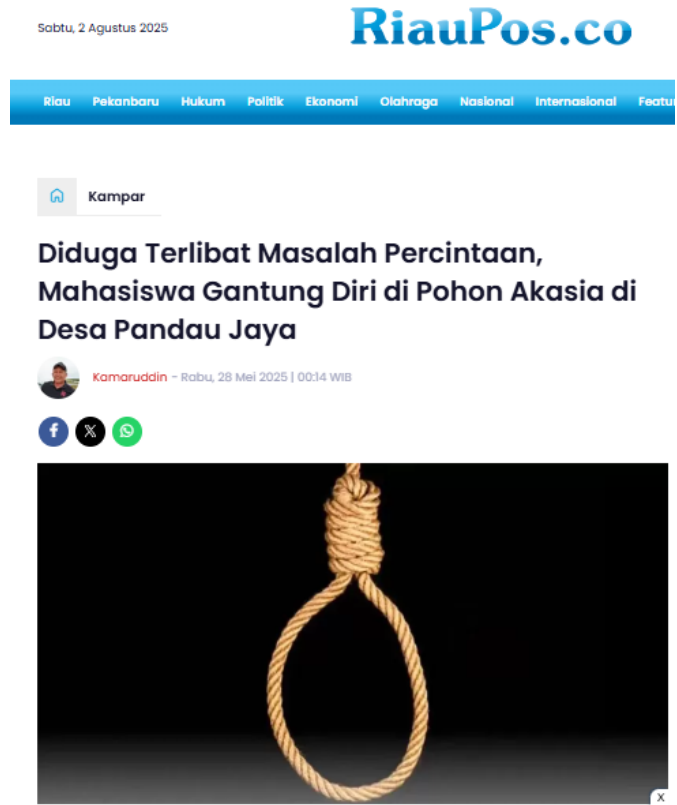 Sabtu, 2 Agustus 2025
RiauPos.co
Riau Pekanbaru Hukum Politik Ekonomi Olahraga Nasional Internasional Featu
Kampar
Diduga Terlibat Masalah Percintaan,
Mahasiswa Gantung Diri di Pohon Akasia di
Desa Pandau Jaya
Kamaruddin - Rabu, 28 Mei 2025 | 00:14 WIB
X